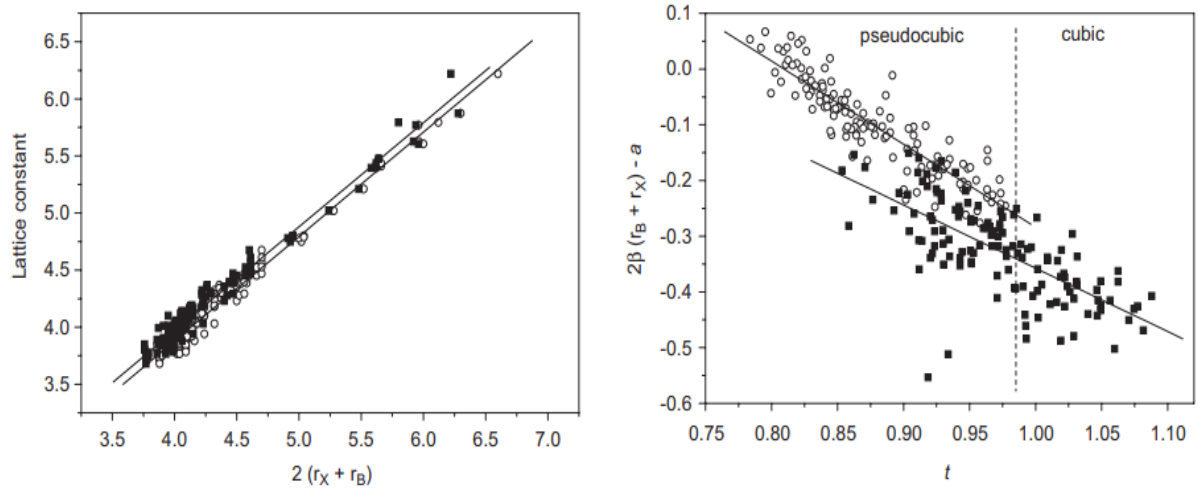 Lattice constant
6.5
6.0
5.5
5.0
4.5
4.0
3.5
3.5 4.0 4.5 5.0 5.5 6.0 6.5 7.0
2 (rX + rB)
2β (rB + rX) - a
0.1
0.0
-0.1
-0.2
-0.3
-0.4
-0.5
-0.6
pseudocubic cubic
0.75 0.80 0.85 0.90 0.95 1.00 1.05 1.10
t